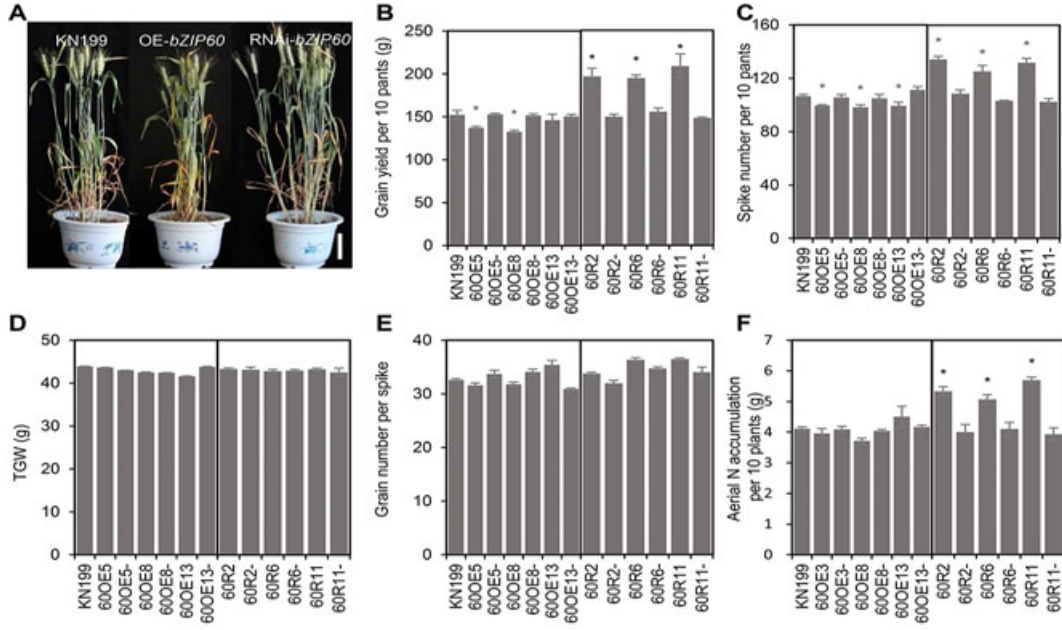 A
KN199
OE-bZIP60
RNAi-bZIP60
B
Grain yield per 10 pants (g)
250
200
150
100
50
0
KN199
60OE5
60OE5-
60OE8
60OE8-
60OE13
60OE13-
60R2
60R2-
60R6
60R6-
60R11
60R11-
* * * * *
C
Spike number per 10 pants
160
120
80
40
0
KN199
60OE5
60OE5-
60OE8
60OE8-
60OE13
60OE13-
60R2
60R2-
60R6
60R6-
60R11
60R11-
* * * * * *
D
TGW (g)
50
40
30
20
10
0
KN199
60OE5
60OE5-
60OE8
60OE8-
60OE13
60OE13-
60R2
60R2-
60R6
60R6-
60R11
60R11-
E
Grain number per spike
40
30
20
10
0
KN199
60OE5
60OE5-
60OE8
60OE8-
60OE13
60OE13-
60R2
60R2-
60R6
60R6-
60R11
60R11-
F
Aerial N accumulation
per 10 plants (g)
7
6
5
4
3
2
1
0
KN199
60OE3
60OE3-
60OE8
60OE8-
60OE13
60OE13-
60R2
60R2-
60R6
60R6-
60R11
60R11-
* * *